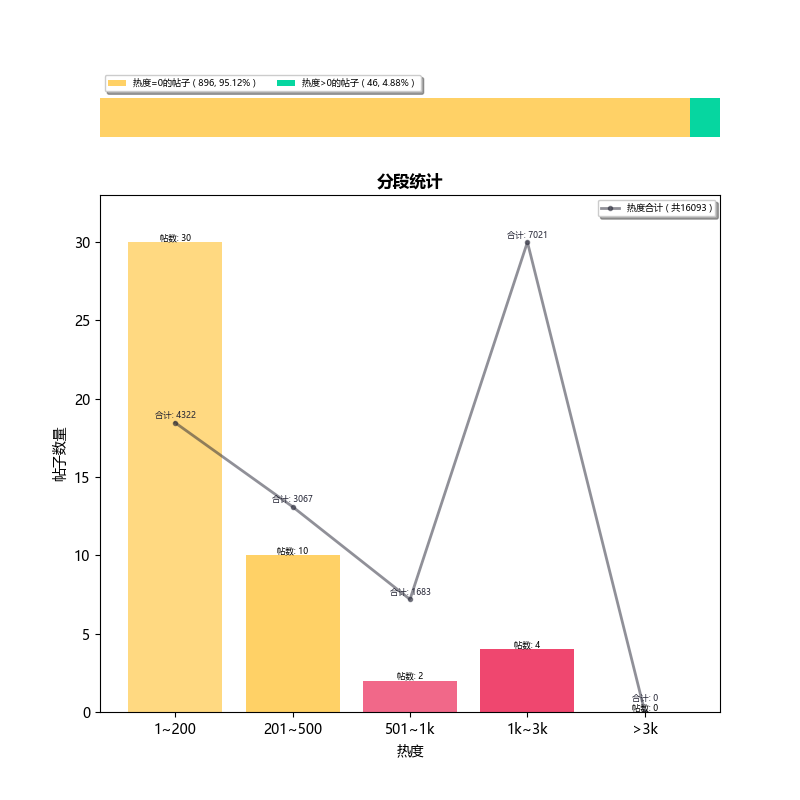 热度=0的帖子 ( 896, 95.12% )
热度>0的帖子 ( 46, 4.88% )
分段统计
热度合计 ( 共16093 )
帖子数量
30
25
20
15
10
5
0
帖数: 30
帖数: 10
帖数: 2
帖数: 4
帖数: 0
合计: 4322
合计: 3067
合计: 1683
合计: 7021
合计: 0
1~200
201~500
501~1k
1k~3k
>3k
热度